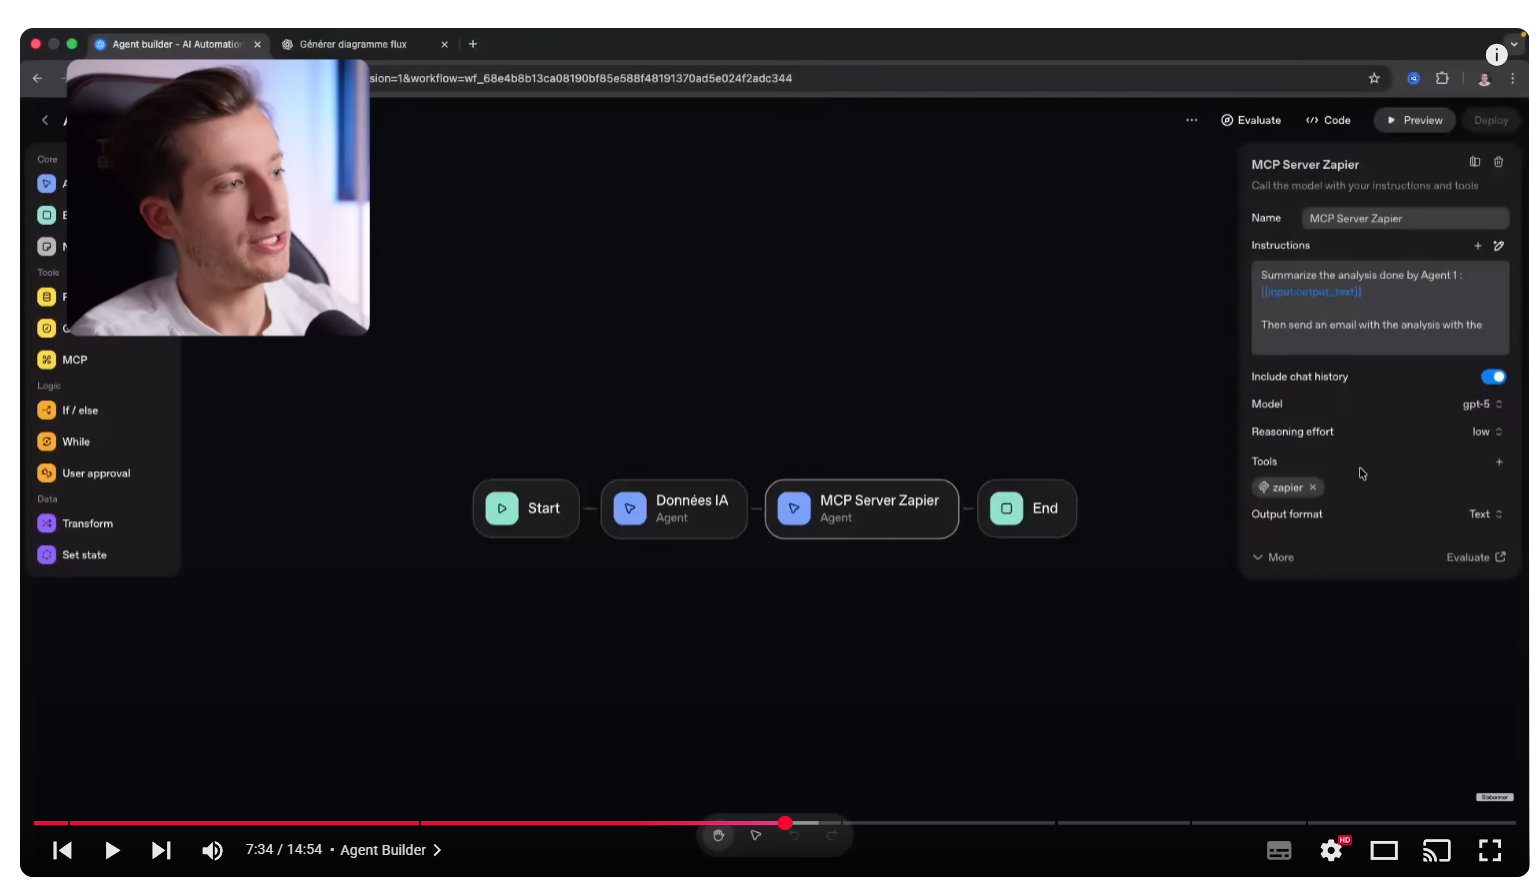 Agent builder - AI Automation
Générer diagramme flux
sion=1&workflow=wf_68e4b8b13ca08190bf85e588f48191370ad5e024f2adc344
Evaluate
Code
Preview
Deploy
Core
Tools
MCP
Logic
If / else
While
User approval
Data
Transform
Set state
Start
Données IA
Agent
MCP Server Zapier
Agent
End
MCP Server Zapier
Call the model with your instructions and tools
Name
MCP Server Zapier
Instructions
Summarize the analysis done by Agent 1 :
{{input.output_text}}
Then send an email with the analysis with the
Include chat history
Model
gpt-5
Reasoning effort
low
Tools
zapier
Output format
Text
More
Evaluate
S'abonner
7:34 / 14:54 • Agent Builder
HD